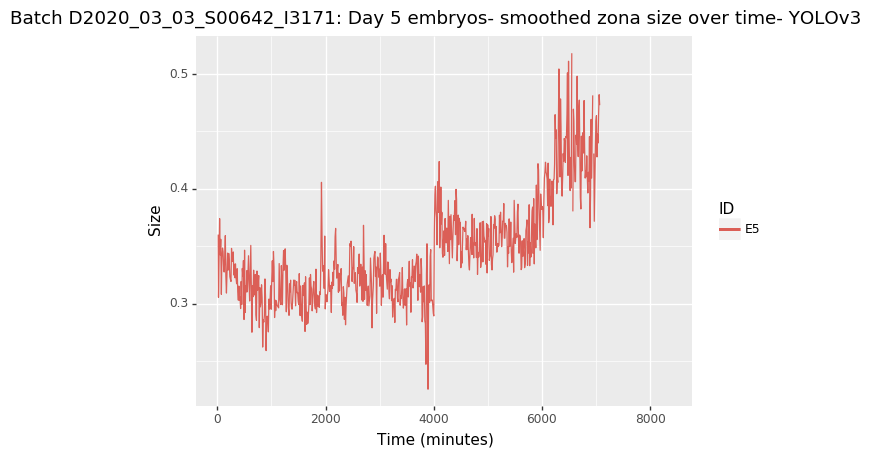 Batch D2020_03_03_S00642_I3171: Day 5 embryos- smoothed zona size over time- YOLOv3
0.5
0.4
0.3
Size
0
2000
4000
6000
8000
Time (minutes)
ID
E5